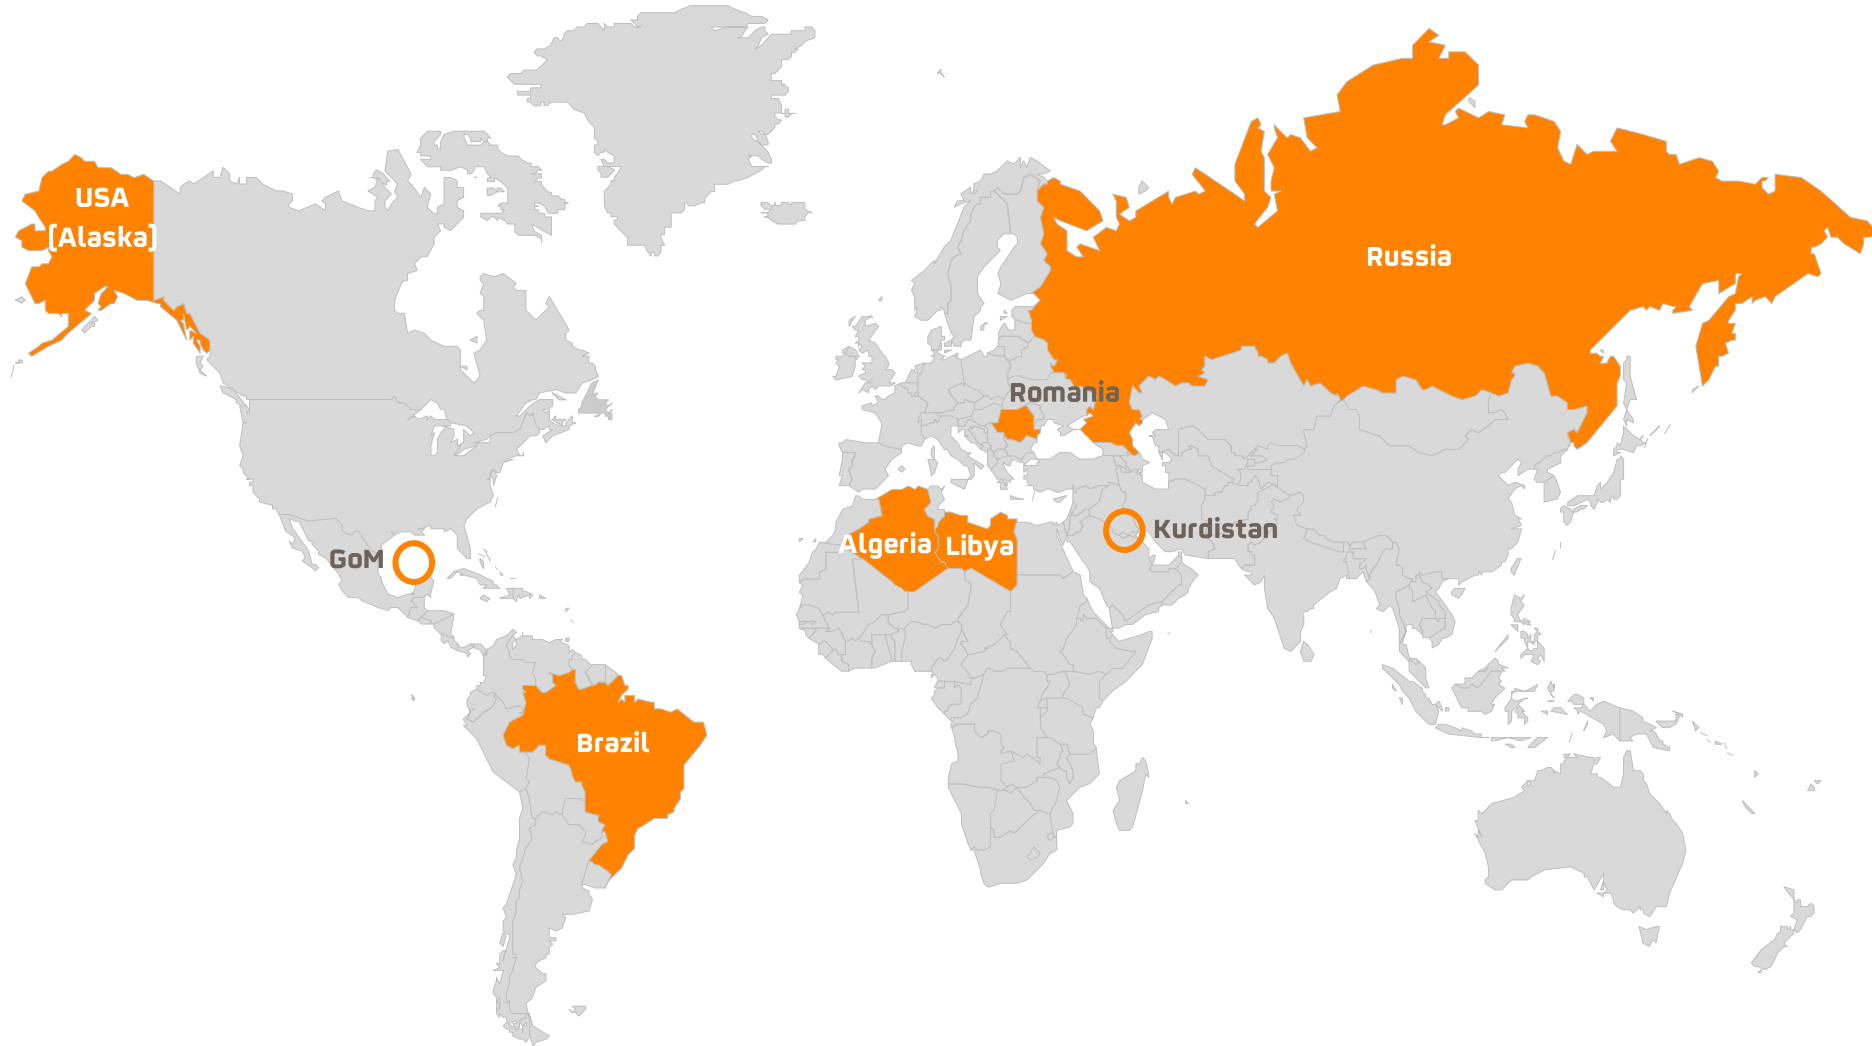 USA
(Alaska)
Russia
Romania
Kurdistan
Algeria
Libya
GoM
Brazil